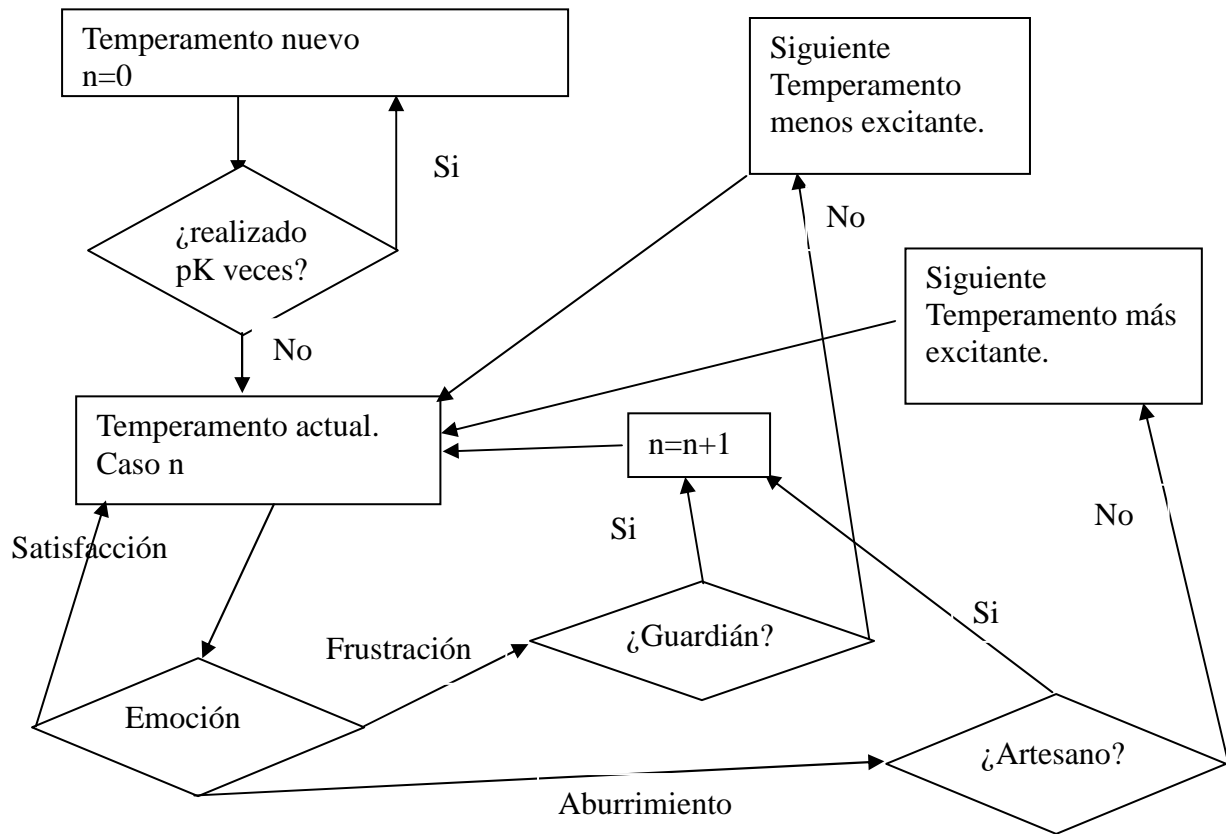 Temperamento nuevo
n=0
Siguiente
Temperamento
menos excitante.
Si
¿realizado
pK veces?
No
Siguiente
Temperamento más
excitante.
No
Temperamento actual.
Caso n
n=n+1
Si
No
Satisfacción
Si
¿Guardián?
Frustración
Emoción
¿Artesano?
Aburrimiento